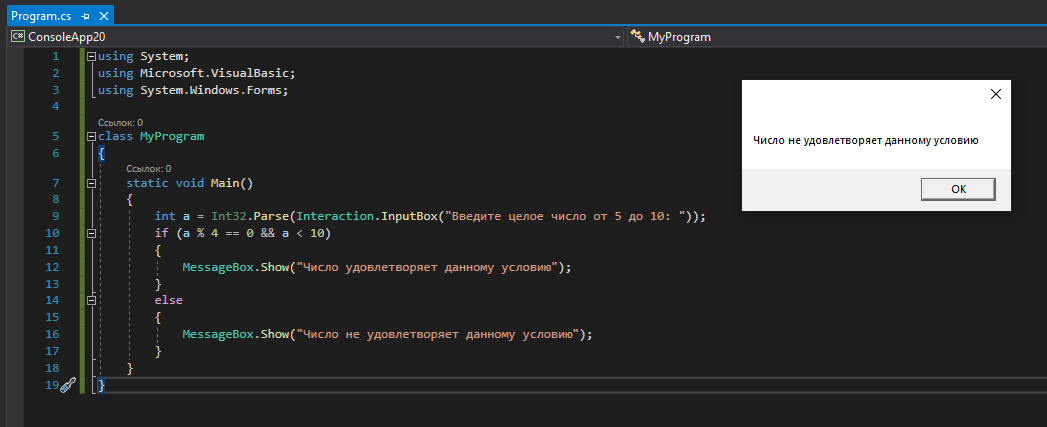 Program.cs
C# ConsoleApp20
MyProgram
1 using System;
2 using Microsoft.VisualBasic;
3 using System.Windows.Forms;
4
Ссылок: 0
5 class MyProgram
6 {
Ссылок: 0
7 static void Main()
8 {
9 int a = Int32.Parse(Interaction.InputBox("Введите целое число от 5 до 10: "));
10 if (a % 4 == 0 && a < 10)
11 {
12 MessageBox.Show("Число удовлетворяет данному условию");
13 }
14 else
15 {
16 MessageBox.Show("Число не удовлетворяет данному условию");
17 }
18 }
19 }
Число не удовлетворяет данному условию
ОК